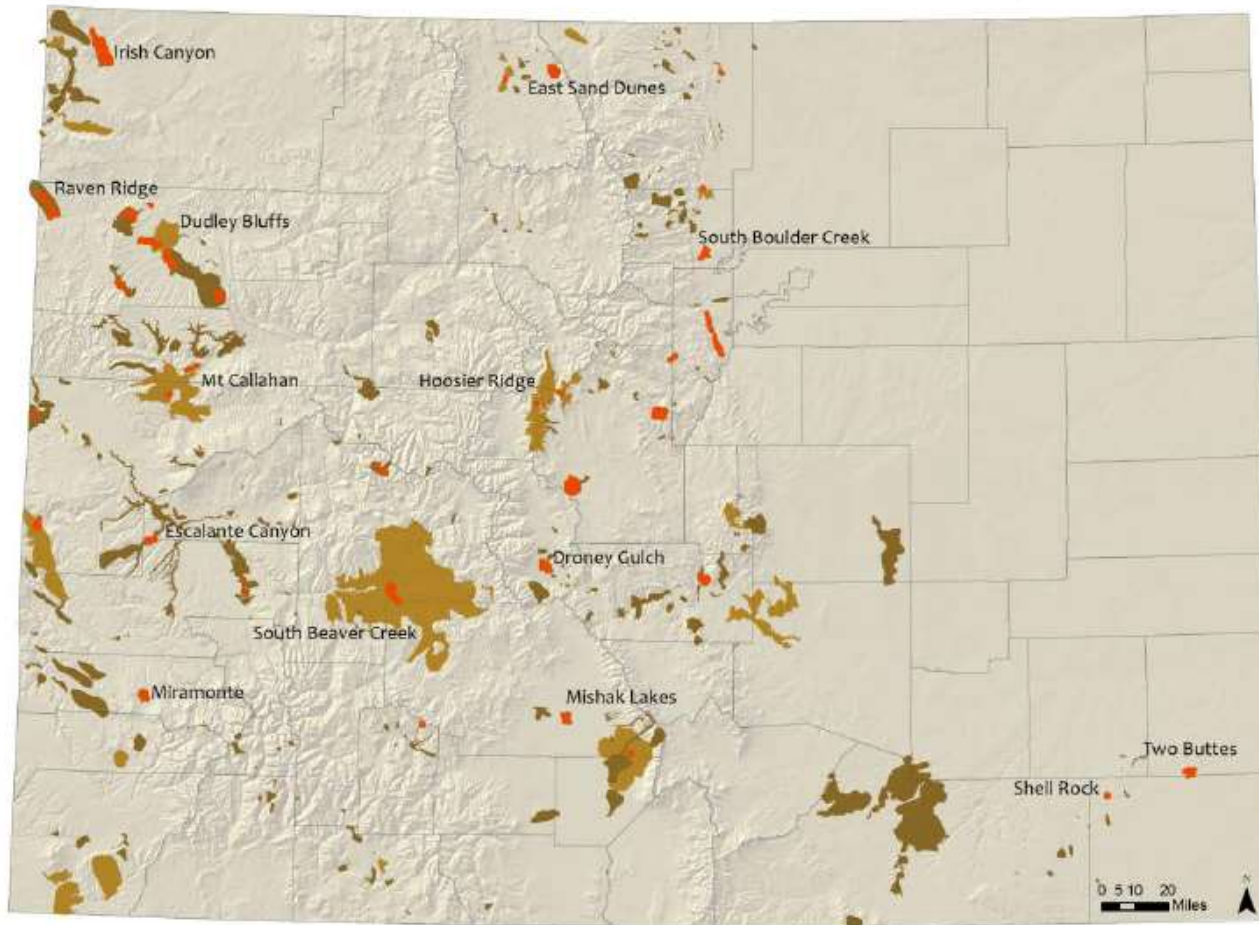 Irish Canyon
East Sand Dunes
Raven Ridge
Dudley Bluffs
South Boulder Creek
Mt Callahan
Hoosier Ridge
Escalante Canyon
Droney Gulch
South Beaver Creek
Miramonte
Mishak Lakes
Two Buttes
Shell Rock
N
0 5 10 20
Miles